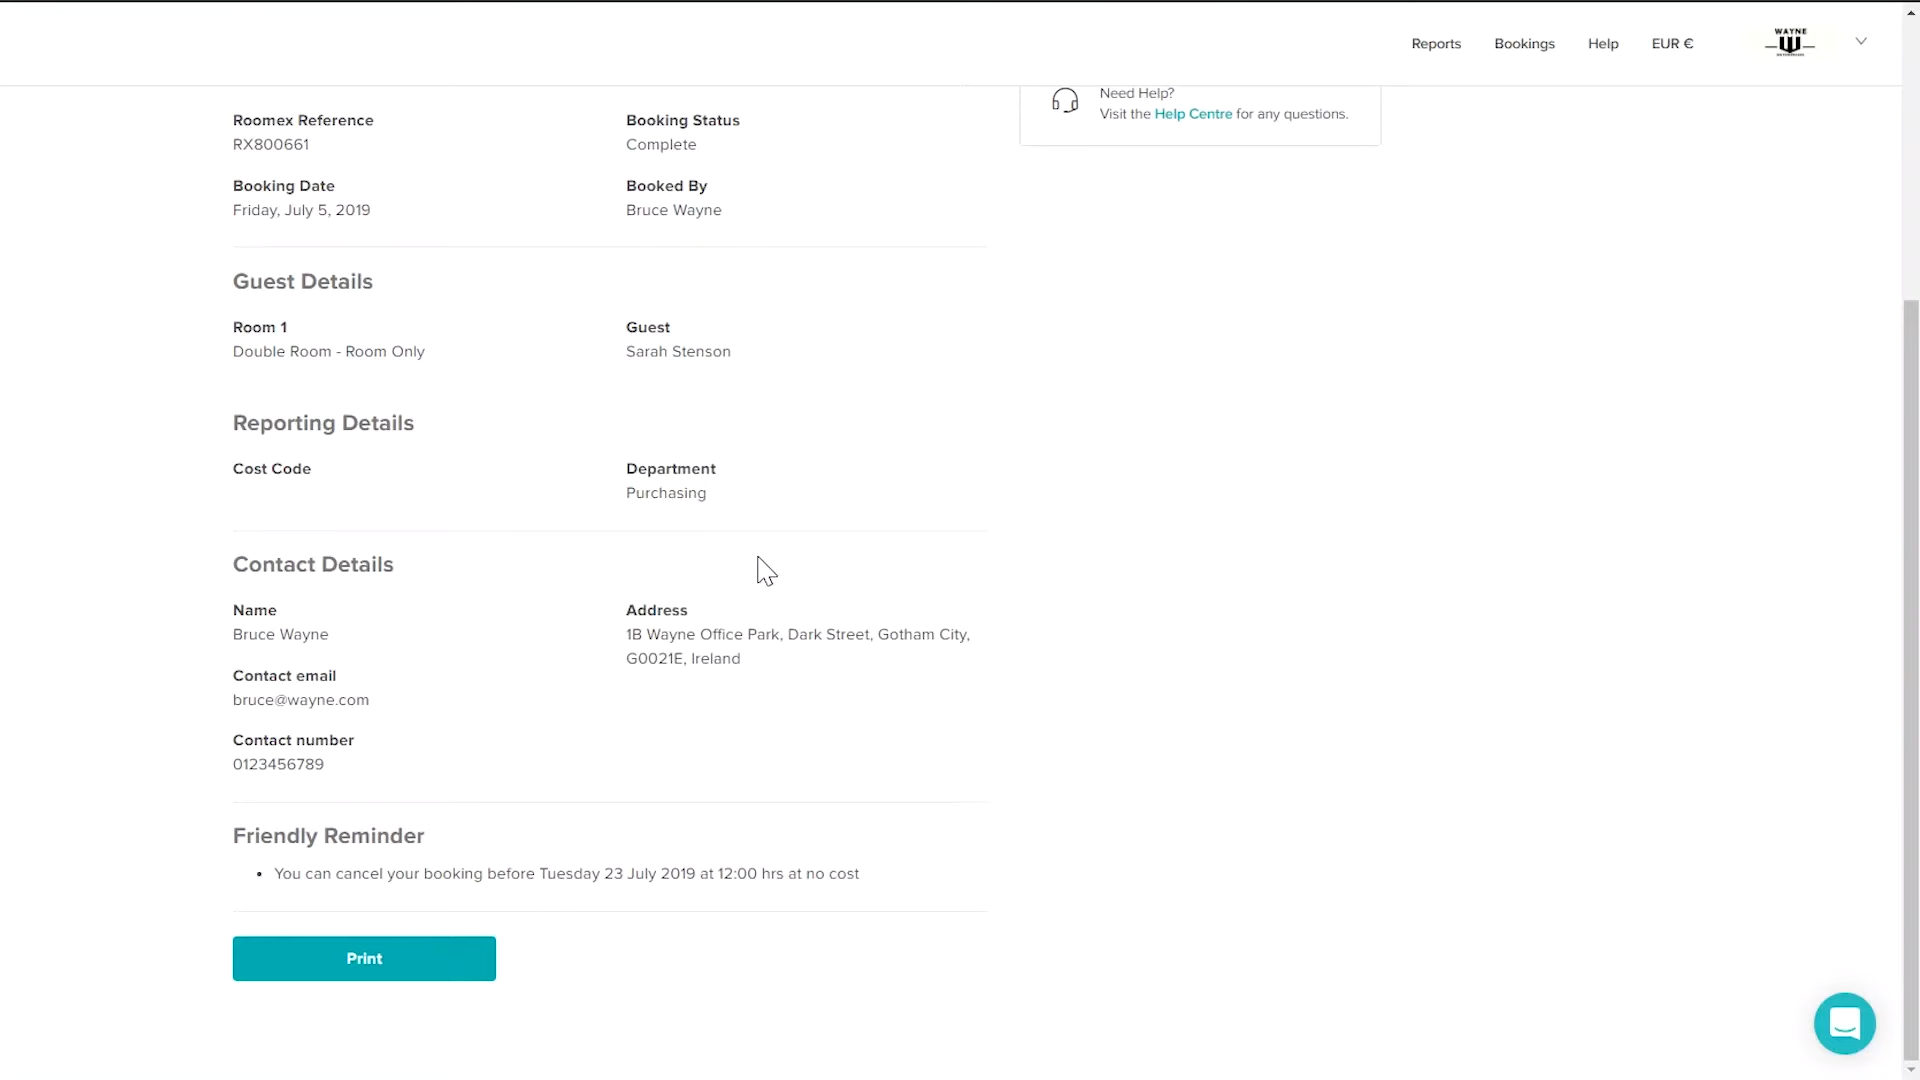 Reports Bookings Help EUR € WAYNE
Need Help?
Visit the Help Centre for any questions.
Roomex Reference
RX800661
Booking Status
Complete
Booking Date
Friday, July 5, 2019
Booked By
Bruce Wayne
Guest Details
Room 1
Double Room - Room Only
Guest
Sarah Stenson
Reporting Details
Cost Code
Department
Purchasing
Contact Details
Name
Bruce Wayne
Address
1B Wayne Office Park, Dark Street, Gotham City,
G0021E, Ireland
Contact email
bruce@wayne.com
Contact number
0123456789
Friendly Reminder
• You can cancel your booking before Tuesday 23 July 2019 at 12:00 hrs at no cost
Print